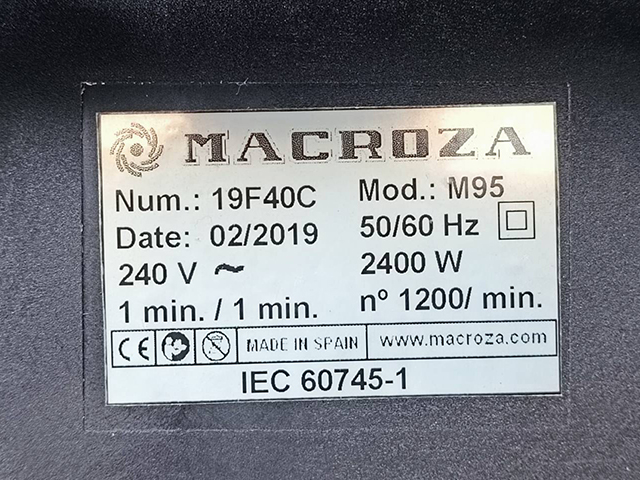 MACROZA
Num.: 19F40C Mod.: M95
Date: 02/2019 50/60 Hz
240 V ~ 2400 W
1 min. / 1 min. nº 1200/ min.
CE MADE IN SPAIN www.macroza.com
IEC 60745-1